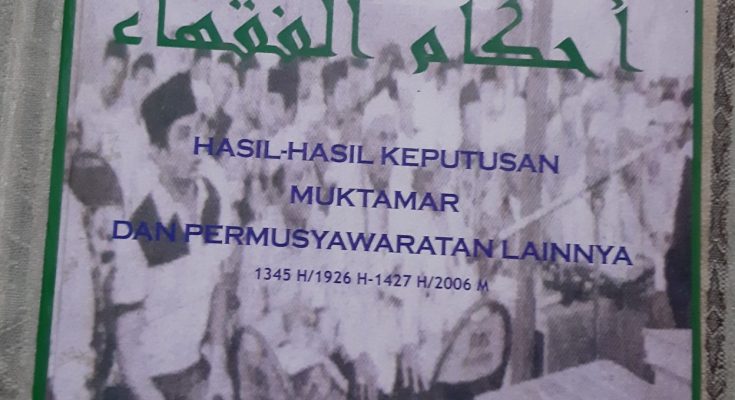 أحكام الفقهاء
HASIL-HASIL KEPUTUSAN
MUKTAMAR
DAN PERMUSYAWARATAN LAINNYA
1345 H/1926 H-1427 H/2006 M